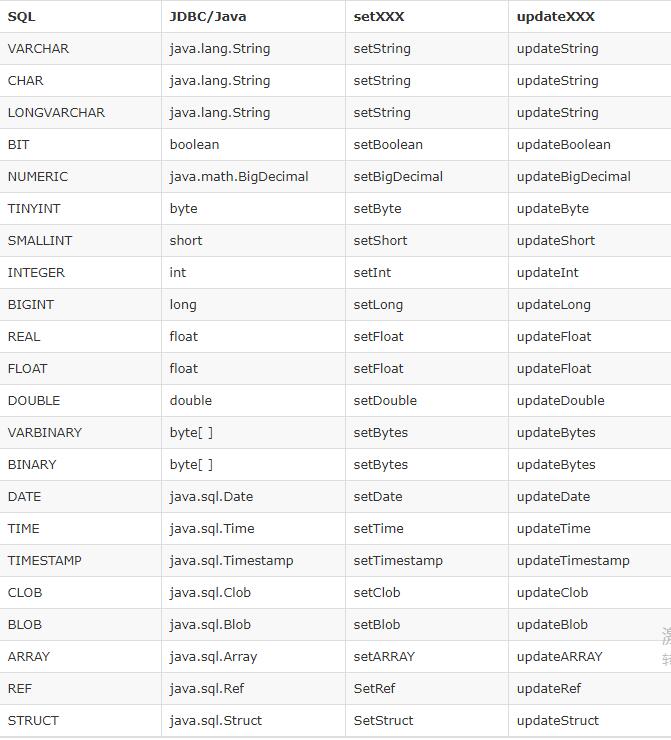 SQL JDBC/Java setXXX updateXXX
VARCHAR java.lang.String setString updateString
CHAR java.lang.String setString updateString
LONGVARCHAR java.lang.String setString updateString
BIT boolean setBoolean updateBoolean
NUMERIC java.math.BigDecimal setBigDecimal updateBigDecimal
TINYINT byte setByte updateByte
SMALLINT short setShort updateShort
INTEGER int setInt updateInt
BIGINT long setLong updateLong
REAL float setFloat updateFloat
FLOAT float setFloat updateFloat
DOUBLE double setDouble updateDouble
VARBINARY byte[ ] setBytes updateBytes
BINARY byte[ ] setBytes updateBytes
DATE java.sql.Date setDate updateDate
TIME java.sql.Time setTime updateTime
TIMESTAMP java.sql.Timestamp setTimestamp updateTimestamp
CLOB java.sql.Clob setClob updateClob
BLOB java.sql.Blob setBlob updateBlob
ARRAY java.sql.Array setARRAY updateARRAY
REF java.sql.Ref SetRef updateRef
STRUCT java.sql.Struct SetStruct updateStruct